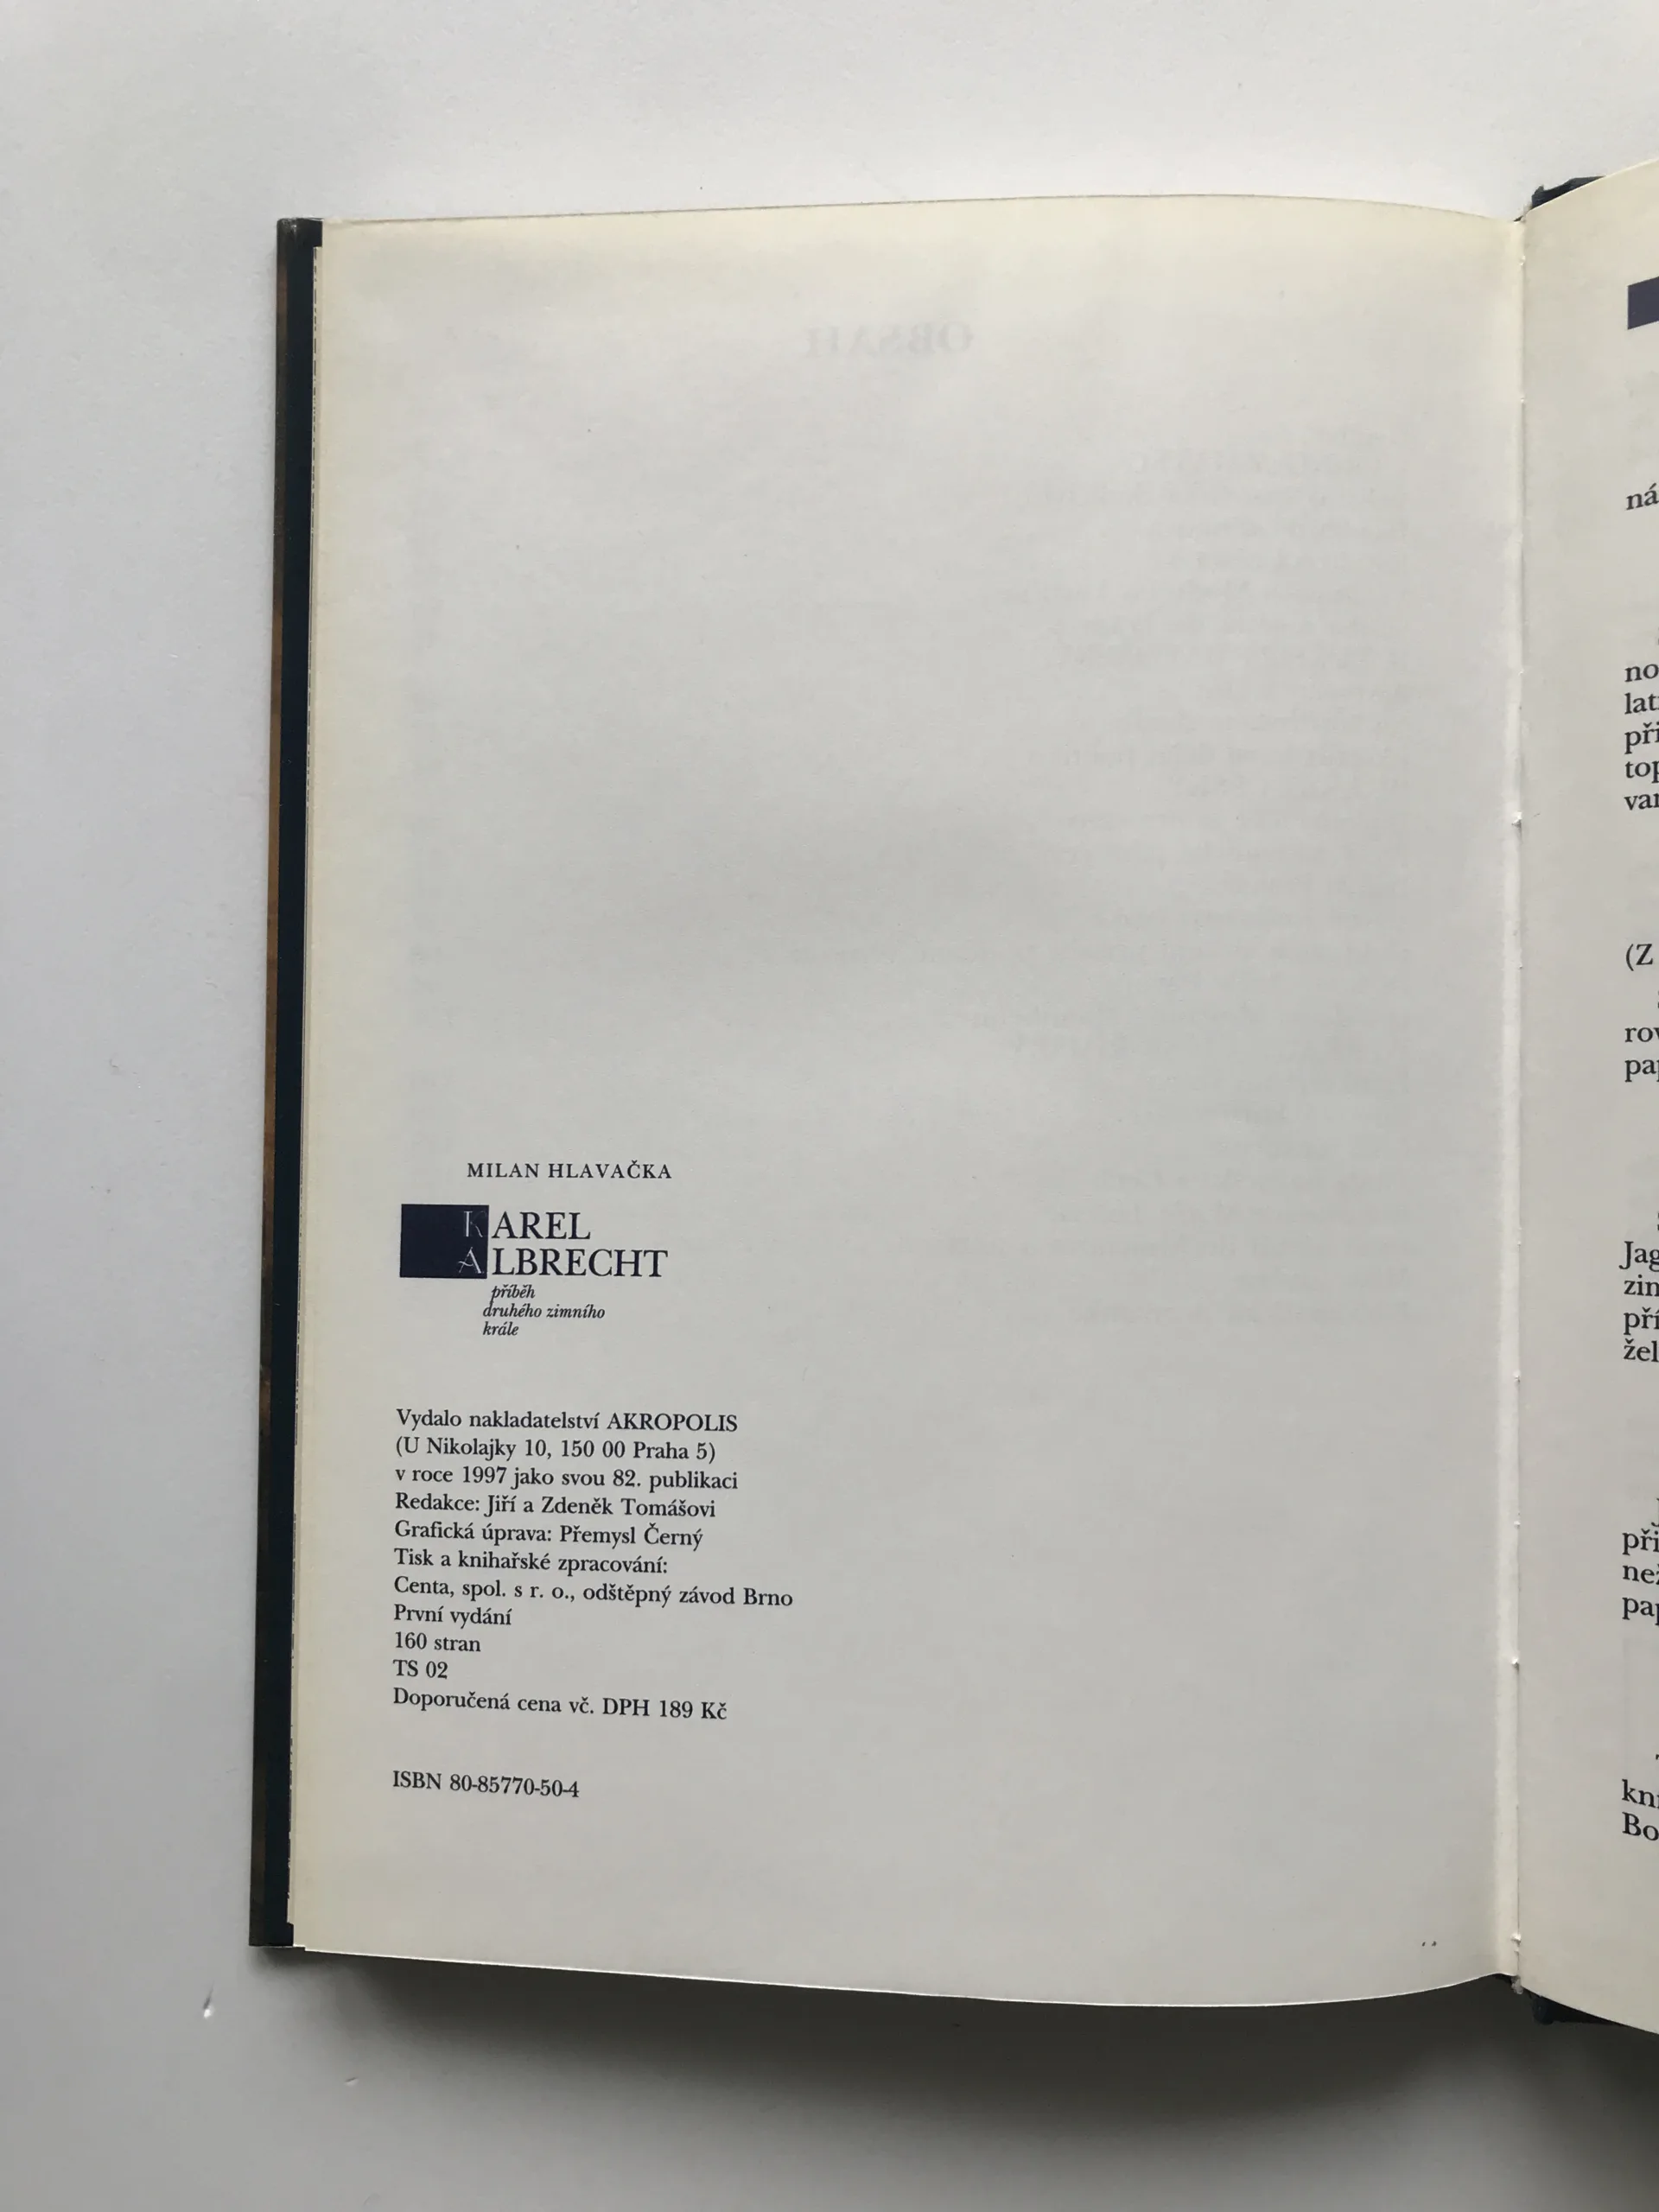 OBSAH
MILAN HLAVAČKA
KAREL
ALBRECHT
příběh
druhého zimního
krále
Vydalo nakladatelství AKROPOLIS
(U Nikolajky 10, 150 00 Praha 5)
v roce 1997 jako svou 82. publikaci
Redakce: Jiří a Zdeněk Tomášovi
Grafická úprava: Přemysl Černý
Tisk a knihařské zpracování:
Centa, spol. s r. o., odštěpný závod Brno
První vydání
160 stran
TS 02
Doporučená cena vč. DPH 189 Kč
ISBN 80-85770-50-4